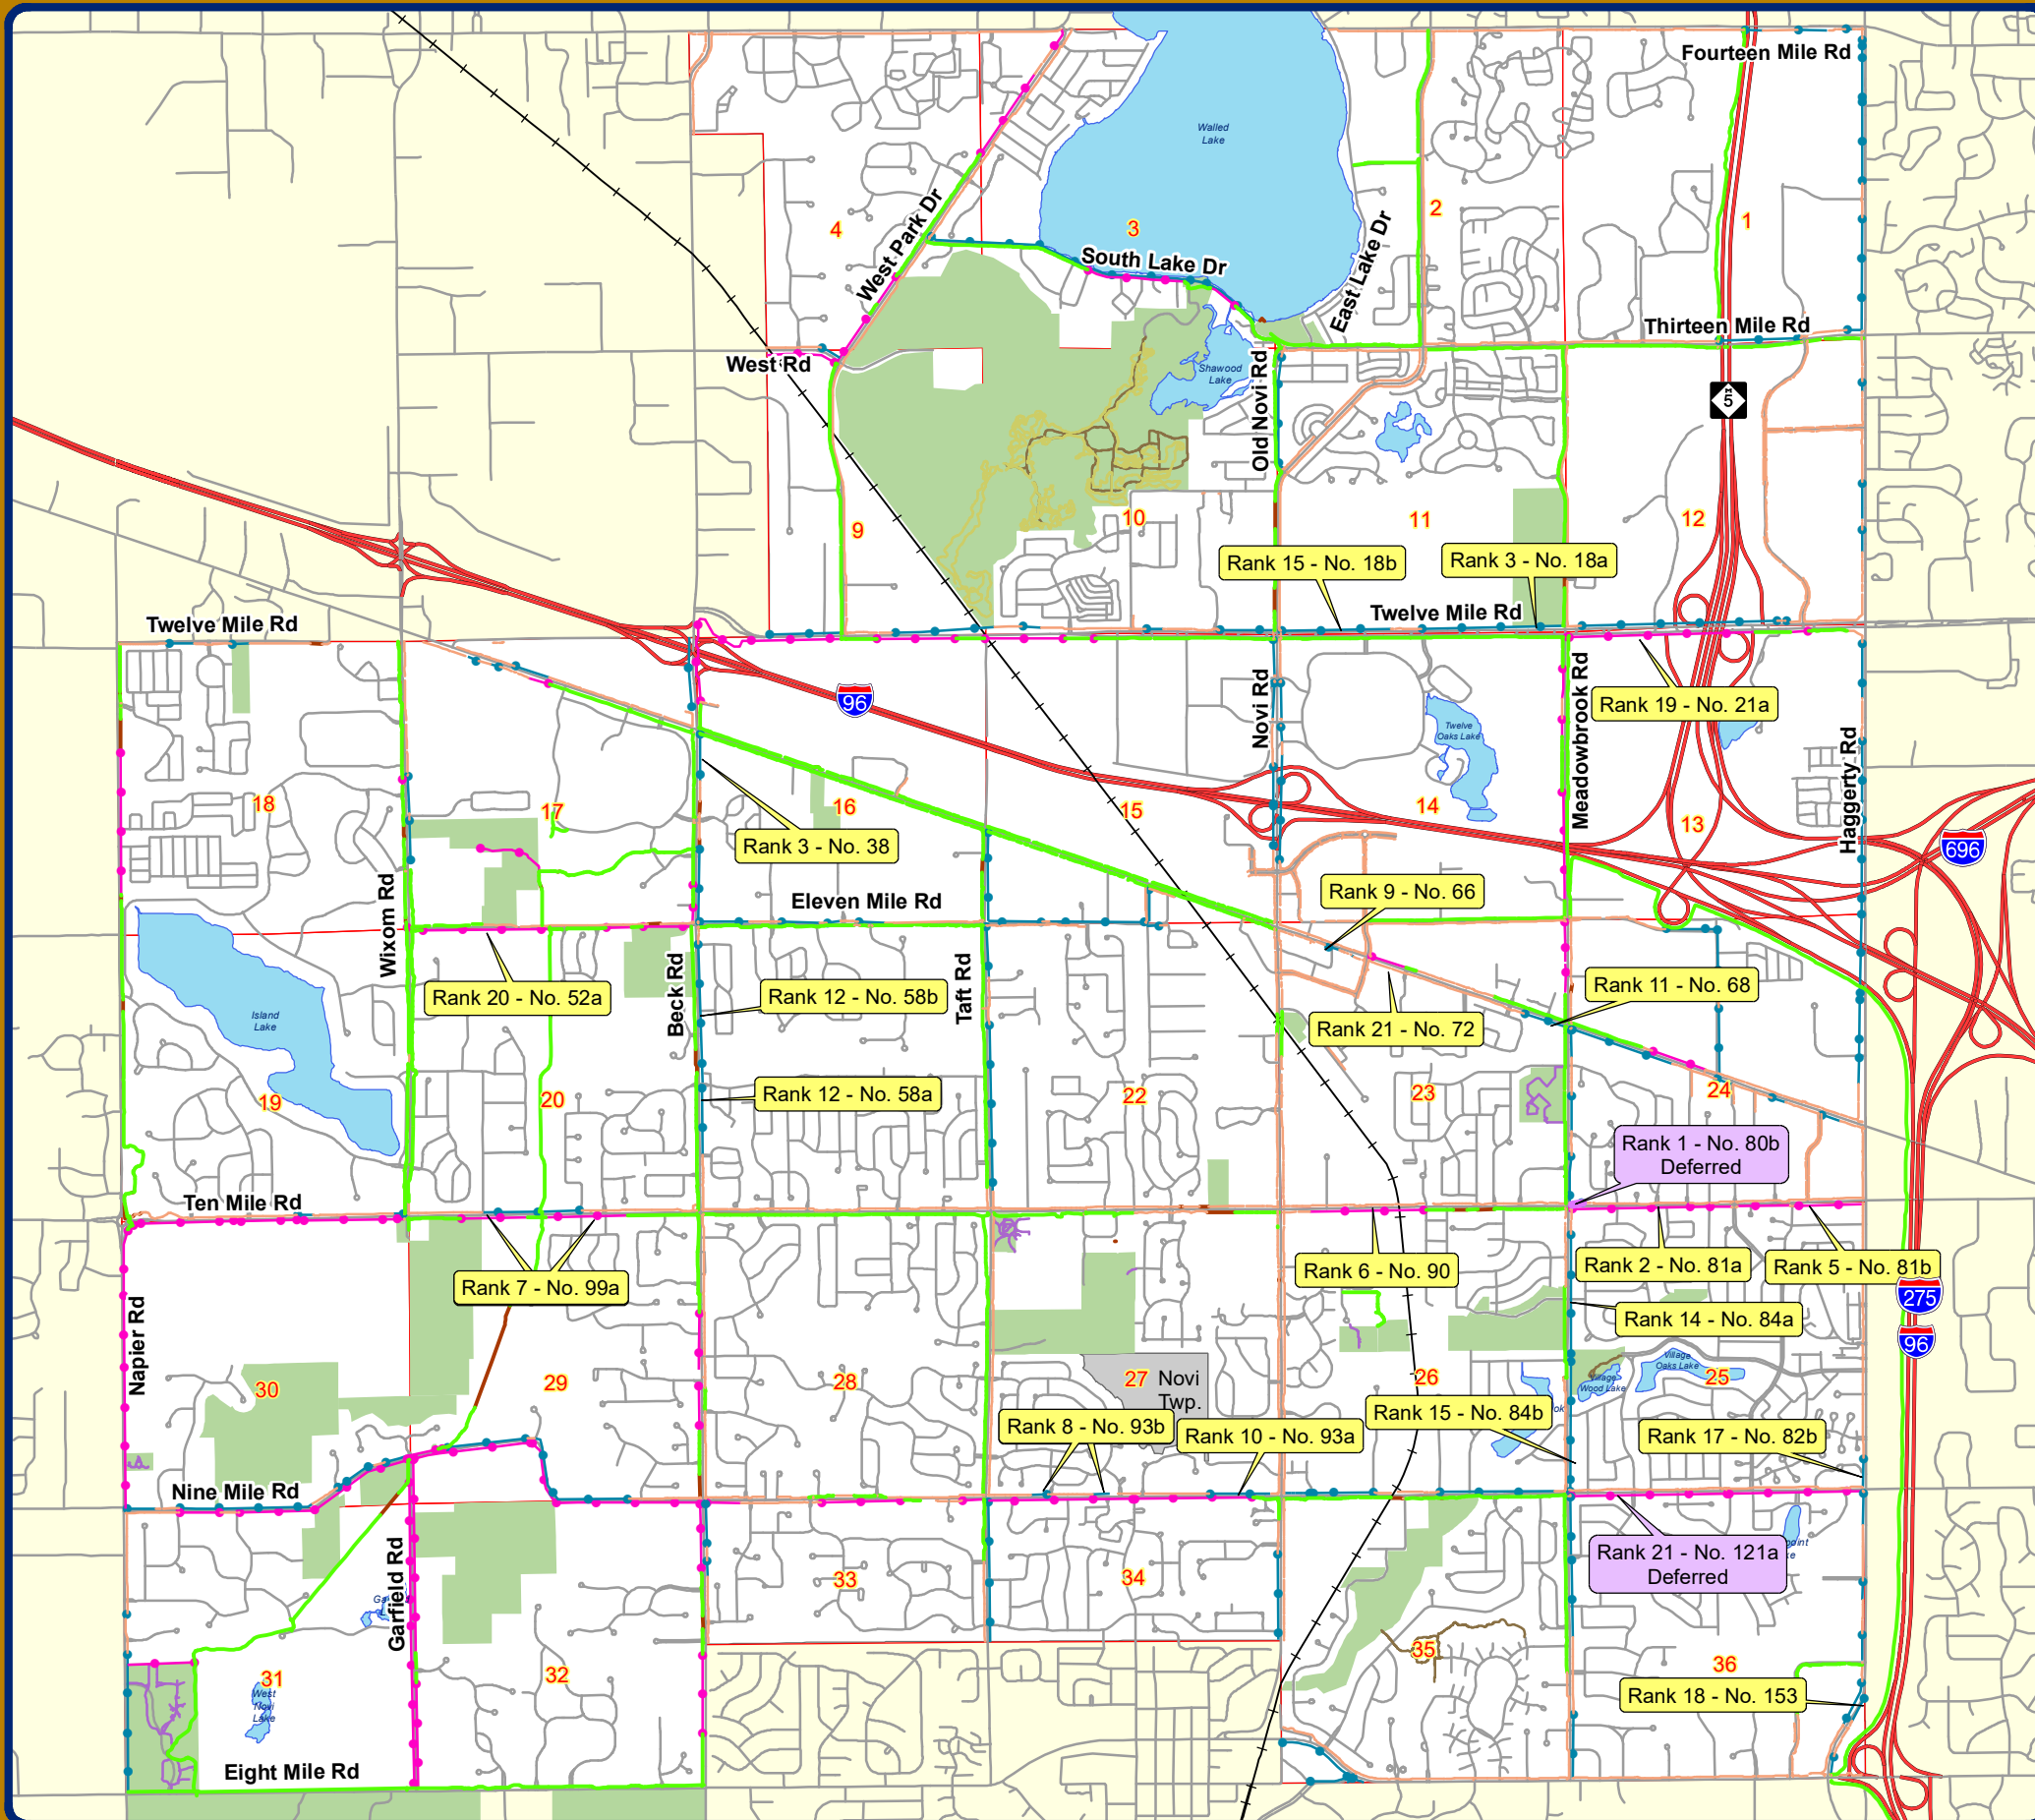 Fourteen Mile Rd
Walled
Lake
West Park Dr
4
3
2
1
South Lake Dr
East Lake Dr
Thirteen Mile Rd
West Rd
Shawood
Lake
Old Novi Rd
M
5
9
10
11
12
Rank 15 - No. 18b
Rank 3 - No. 18a
Twelve Mile Rd
Twelve Mile Rd
96
Novi Rd
Twelve
Oaks Lake
Meadowbrook Rd
Rank 19 - No. 21a
Haggerty Rd
18
17
16
15
14
13
696
Rank 3 - No. 38
Wixom Rd
Eleven Mile Rd
Rank 9 - No. 66
Rank 20 - No. 52a
Beck Rd
Rank 12 - No. 58b
Taft Rd
Rank 11 - No. 68
Island
Lake
Rank 21 - No. 72
19
20
Rank 12 - No. 58a
22
23
24
Rank 1 - No. 80b
Deferred
Ten Mile Rd
Rank 7 - No. 99a
Rank 6 - No. 90
Rank 2 - No. 81a
Rank 5 - No. 81b
275
96
Rank 14 - No. 84a
Napier Rd
30
29
28
27
Novi
Twp.
26
Village
Oaks Lake
Village
Wood Lake
25
Rank 8 - No. 93b
Rank 10 - No. 93a
Rank 15 - No. 84b
Rank 17 - No. 82b
Nine Mile Rd
Garfield Rd
33
34
Rank 21 - No. 121a
Deferred
31
West
Novi
Lake
32
35
36
Rank 18 - No. 153
Eight Mile Rd